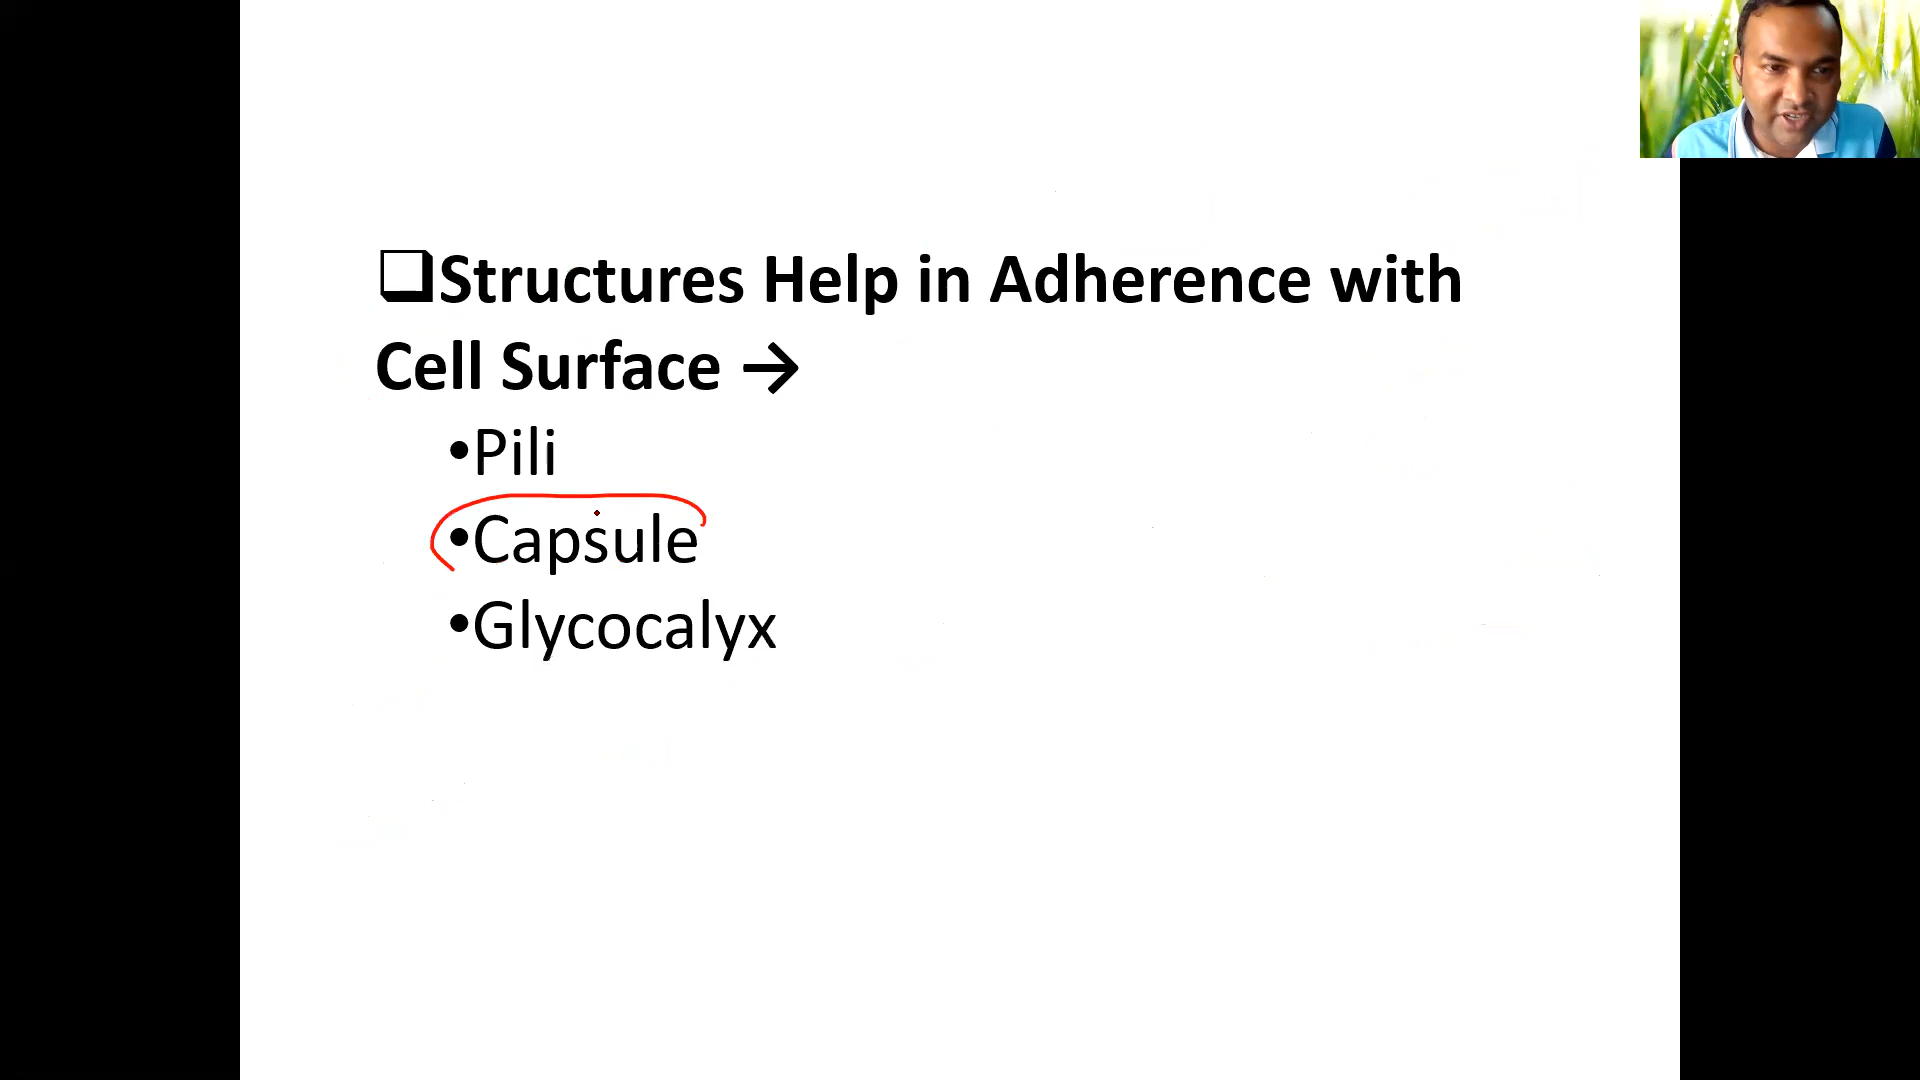 ❑Structures Help in Adherence with
Cell Surface →
•Pili
•Capsule
•Glycocalyx